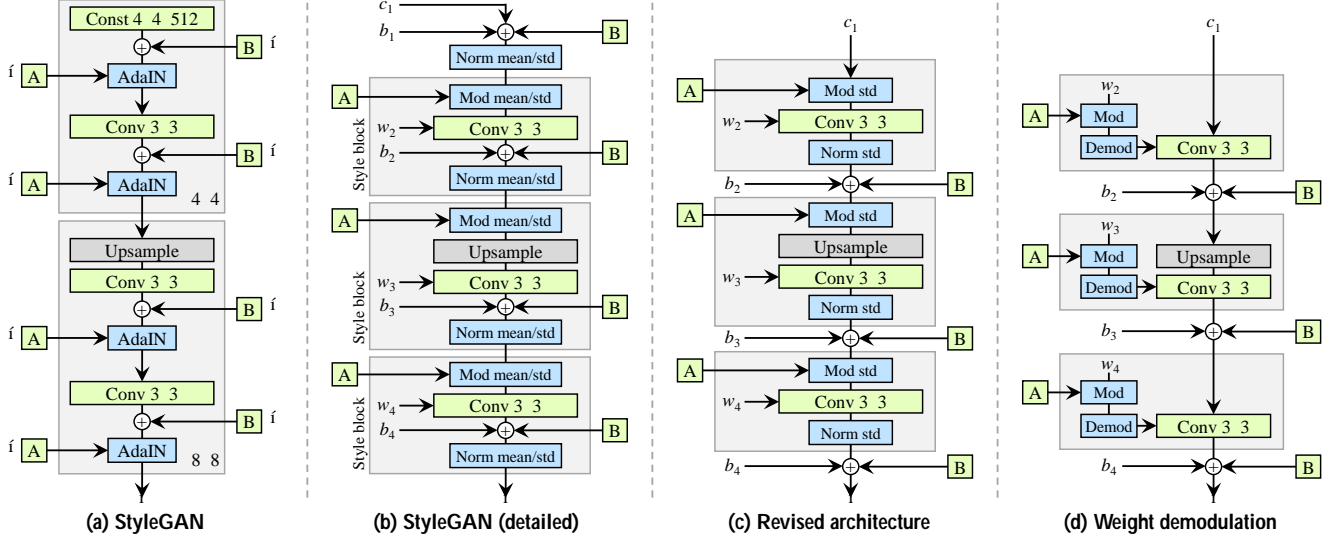 Const 4 4 512
B í
í A
AdaIN
Conv 3 3
B í
í A
AdaIN
4 4
Upsample
Conv 3 3
B í
í A
AdaIN
Conv 3 3
B í
í A
AdaIN
8 8
(a) StyleGAN
c1
b1
B
Norm mean/std
A
Mod mean/std
w2
Conv 3 3
b2
B
Norm mean/std
Style block
A
Mod mean/std
Upsample
w3
Conv 3 3
b3
B
Norm mean/std
Style block
A
Mod mean/std
w4
Conv 3 3
b4
B
Norm mean/std
Style block
(b) StyleGAN (detailed)
c1
A
Mod std
w2
Conv 3 3
Norm std
b2
B
A
Mod std
Upsample
w3
Conv 3 3
Norm std
b3
B
A
Mod std
w4
Conv 3 3
Norm std
b4
B
(c) Revised architecture
c1
w2
A
Mod
Demod
Conv 3 3
b2
B
w3
A
Mod
Upsample
Demod
Conv 3 3
b3
B
w4
A
Mod
Demod
Conv 3 3
b4
B
(d) Weight demodulation